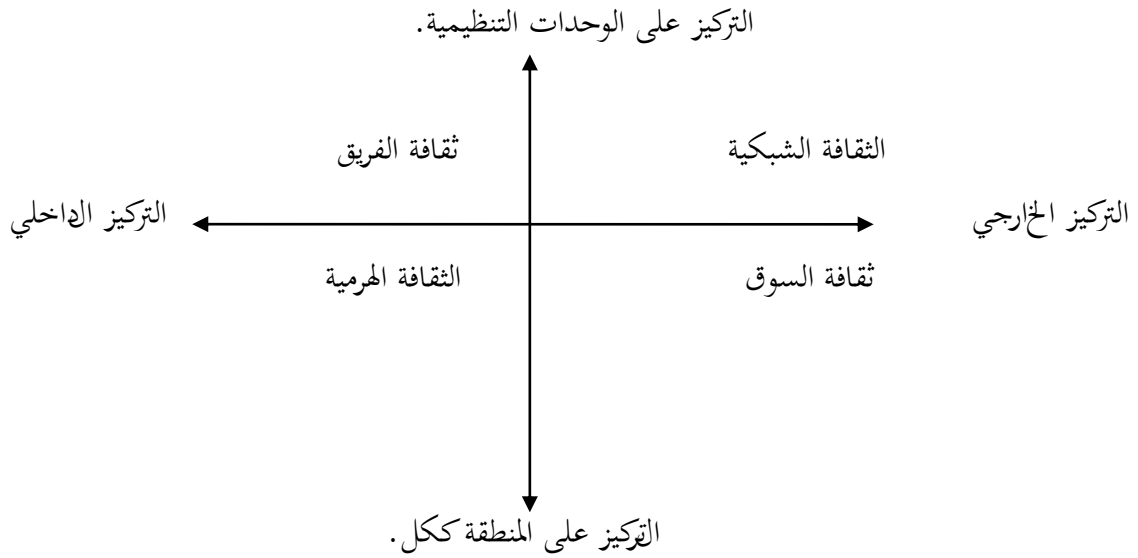 التركيز على الوحدات التنظيمية.
الثقافة الشبكية
ثقافة الفريق
التركيز الخارجي
التركيز الداخلي
ثقافة السوق
الثقافة الهرمية
التركيز على المنطقة ككل.